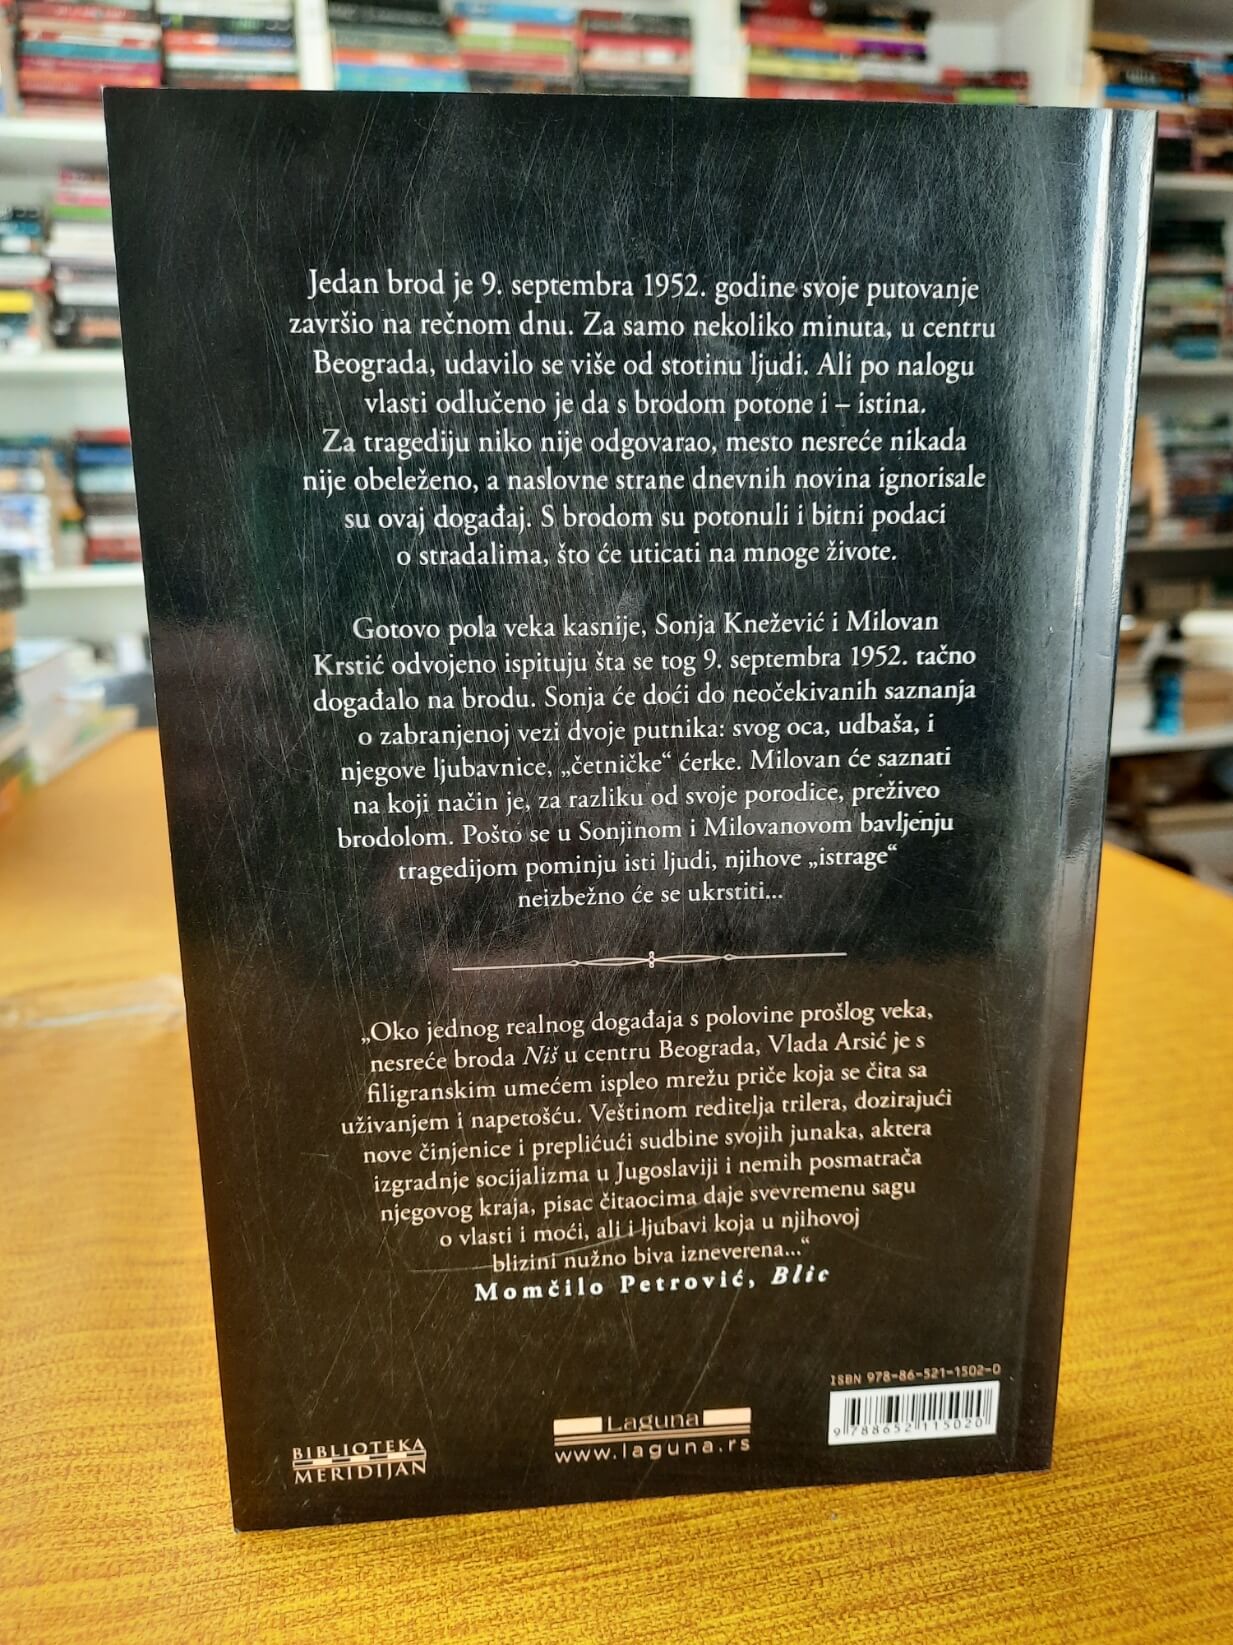 Jedan brod je 9. septembra 1952. godine svoje putovanje
završio na rečnom dnu. Za samo nekoliko minuta, u centru
Beograda, udavilo se više od stotinu ljudi. Ali po nalogu
vlasti odlučeno je da s brodom potone i – istina.
Za tragediju niko nije odgovarao, mesto nesreće nikada
nije obeleženo, a naslovne strane dnevnih novina ignorisale
su ovaj događaj. S brodom su potonuli i bitni podaci
o stradalima, što će uticati na mnoge živote.
Gotovo pola veka kasnije, Sonja Knežević i Milovan
Krstić odvojeno ispituju šta se tog 9. septembra 1952. tačno
događalo na brodu. Sonja će doći do neočekivanih saznanja
o zabranjenoj vezi dvoje putnika: svog oca, udbaša, i
njegove ljubavnice, „četničke“ ćerke. Milovan će saznati
na koji način je, za razliku od svoje porodice, preživeo
brodolom. Pošto se u Sonjinom i Milovanovom bavljenju
tragedijom pominju isti ljudi, njihove „istrage“
neizbežno će se ukrstiti...
„Oko jednog realnog događaja s polovine prošlog veka,
nesreće broda Niš u centru Beograda, Vlada Arsić je s
filigranskim umećem ispleo mrežu priče koja se čita sa
uživanjem i napetošću. Veštinom reditelja trilera, dozirajući
nove činjenice i preplićući sudbine svojih junaka, aktera
izgradnje socijalizma u Jugoslaviji i nemih posmatrača
njegovog kraja, pisac čitaocima daje svevremenu sagu
o vlasti i moći, ali i ljubavi koja u njihovoj
blizini nužno biva izneverena...“
Momčilo Petrović, Blic
ISBN 978-86-521-1502-0
9 788652 115020
Laguna
www.laguna.rs
BIBLIOTEKA
MERIDIJAN